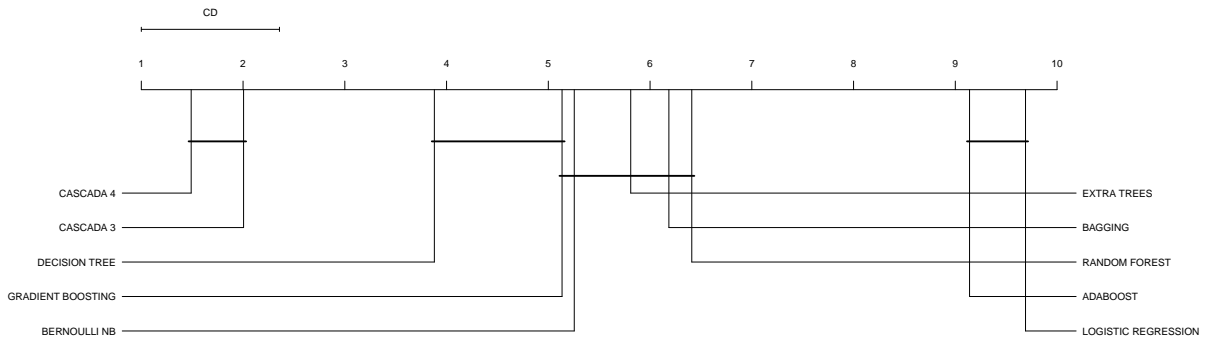 CD
1 2 3 4 5 6 7 8 9 10
CASCADA 4 EXTRA TREES
CASCADA 3 BAGGING
DECISION TREE RANDOM FOREST
GRADIENT BOOSTING ADABOOST
BERNOULLI NB LOGISTIC REGRESSION